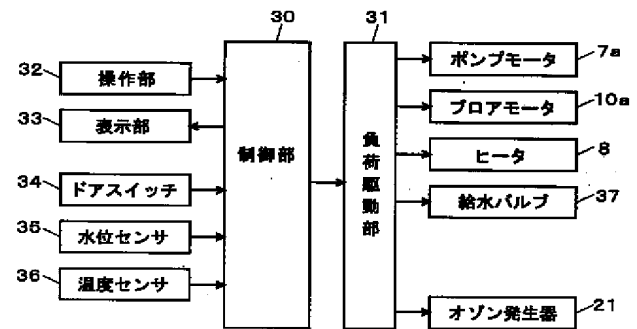 30
31
32
操作部
33
表示部
34
ドアスイッチ
35
水位センサ
36
温度センサ
制御部
負荷駆動部
ポンプモータ
7a
ブロアモータ
10a
ヒータ
8
給水バルブ
37
オゾン発生器
21